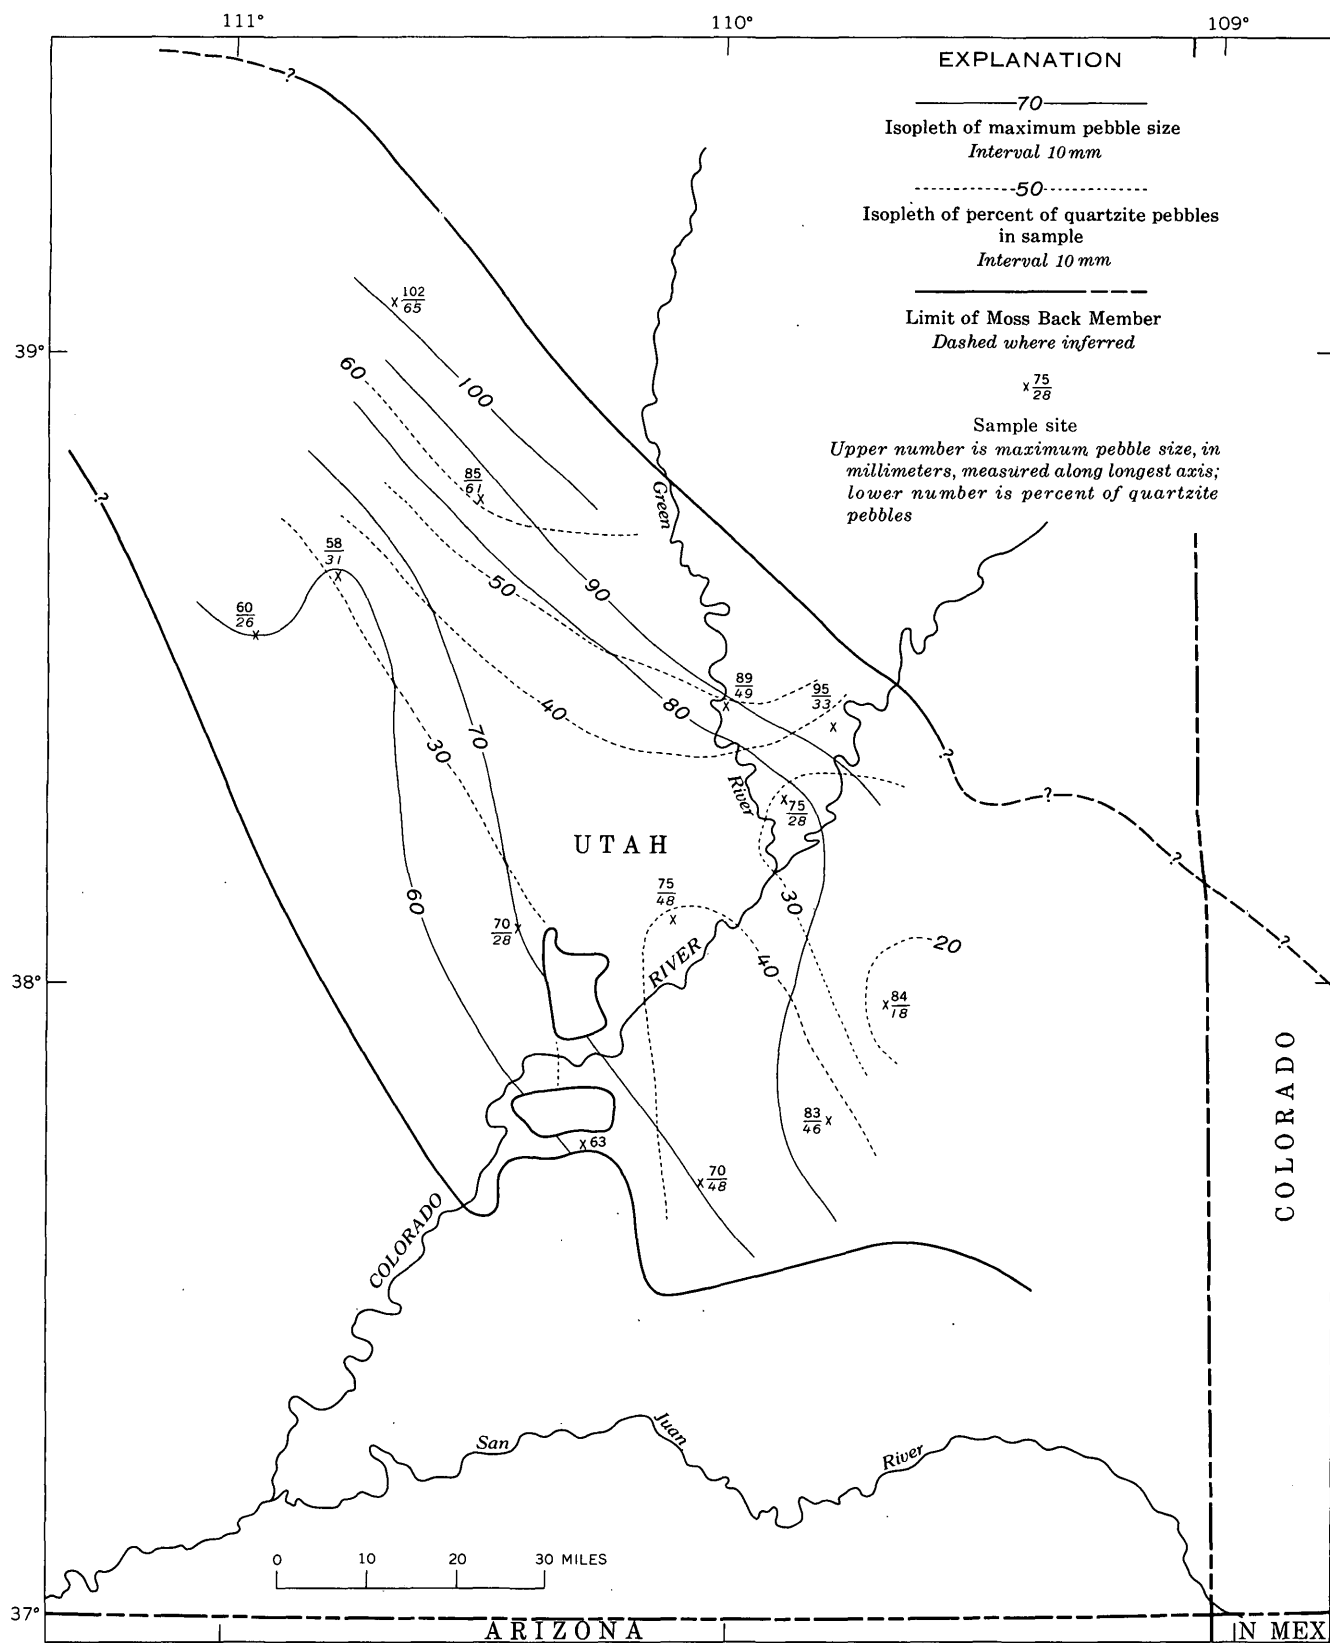 111° 110° 109°
EXPLANATION
70
Isopleth of maximum pebble size
Interval 10 mm
50
Isopleth of percent of quartzite pebbles
in sample
Interval 10 mm
Limit of Moss Back Member
Dashed where inferred
x 75
28
Sample site
Upper number is maximum pebble size, in
millimeters, measured along longest axis;
lower number is percent of quartzite
pebbles
?
x 102
65
39°
60
100
85
61
x
?
Green
58
31
x
50
90
60
26
x
89
49
x
95
33
x
80
40
70
30
?
River
x 75
28
?
UTAH
?
60
75
48
x
30
70
28
x
RIVER
40
20
?
38°
x 84
18
COLORADO
83
46
x
x 63
x 70
48
COLORADO
San
Juan
River
0 10 20 30 MILES
37°
ARIZONA
N MEX